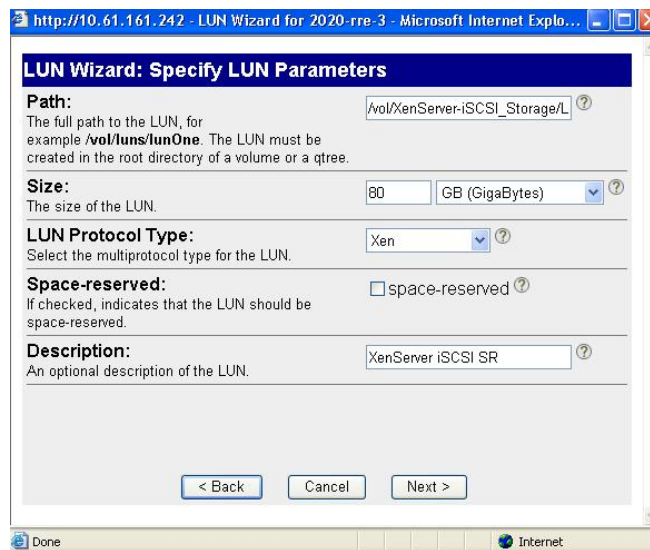 http://10.61.161.242 - LUN Wizard for 2020-rre-3 - Microsoft Internet Explo...
LUN Wizard: Specify LUN Parameters
Path:
The full path to the LUN, for
example /vol/luns/lunOne. The LUN must be
created in the root directory of a volume or a qtree.
/vol/XenServer-iSCSI_Storage/L
?
Size:
The size of the LUN.
80 GB (GigaBytes)
?
LUN Protocol Type:
Select the multiprotocol type for the LUN.
Xen
?
Space-reserved:
If checked, indicates that the LUN should be
space-reserved.
space-reserved
?
Description:
An optional description of the LUN.
XenServer iSCSI SR
?
< Back Cancel Next >
Done Internet